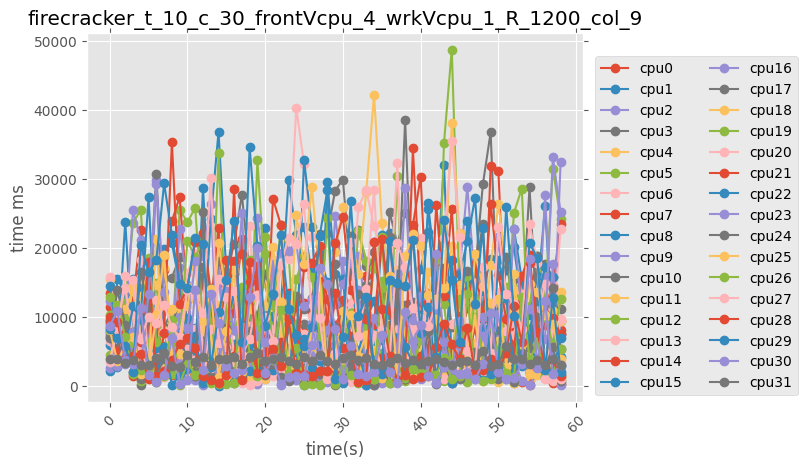 firecracker_t_10_c_30_frontVcpu_4_wrkVcpu_1_R_1200_col_9
time ms
50000
40000
30000
20000
10000
0
0
10
20
30
40
50
60
time(s)
cpu0
cpu1
cpu2
cpu3
cpu4
cpu5
cpu6
cpu7
cpu8
cpu9
cpu10
cpu11
cpu12
cpu13
cpu14
cpu15
cpu16
cpu17
cpu18
cpu19
cpu20
cpu21
cpu22
cpu23
cpu24
cpu25
cpu26
cpu27
cpu28
cpu29
cpu30
cpu31